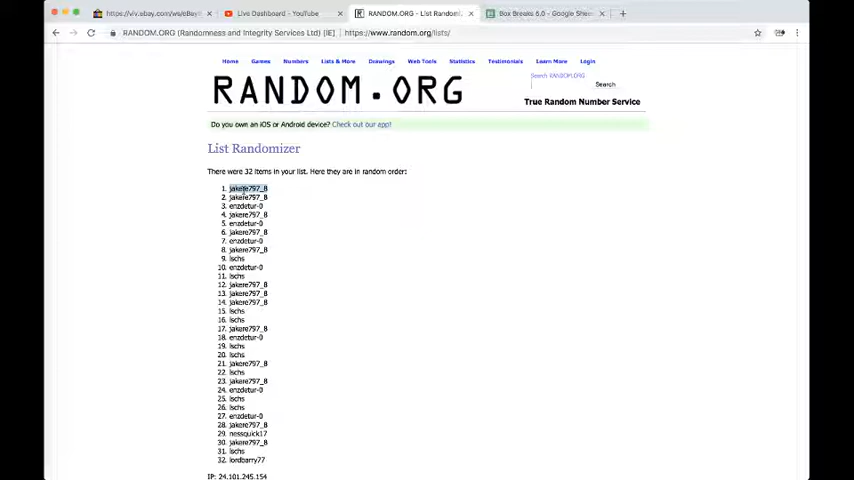 https://viv.ebay.com/ws/eBay
Live Dashboard - YouTube
RANDOM.ORG - List Randomi
Box Breaks 6.0 - Google Shee
RANDOM.ORG (Randomness and Integrity Services Ltd) [IE] https://www.random.org/lists/
Home Games Numbers Lists & More Drawings Web Tools Statistics Testimonials Learn More Login
Search RANDOM.ORG
Search
RANDOM.ORG
True Random Number Service
Do you own an iOS or Android device? Check out our app!
List Randomizer
There were 32 items in your list. Here they are in random order:
1. jakere797_8
2. jakere797_8
3. enzdetur-0
4. jakere797_8
5. enzdetur-0
6. jakere797_8
7. enzdetur-0
8. jakere797_8
9. lschs
10. enzdetur-0
11. lschs
12. jakere797_8
13. jakere797_8
14. jakere797_8
15. lschs
16. lschs
17. jakere797_8
18. enzdetur-0
19. lschs
20. lschs
21. jakere797_8
22. lschs
23. jakere797_8
24. enzdetur-0
25. lschs
26. lschs
27. enzdetur-0
28. jakere797_8
29. nessquick17
30. jakere797_8
31. lschs
32. lordbarry77
IP: 24.101.245.154